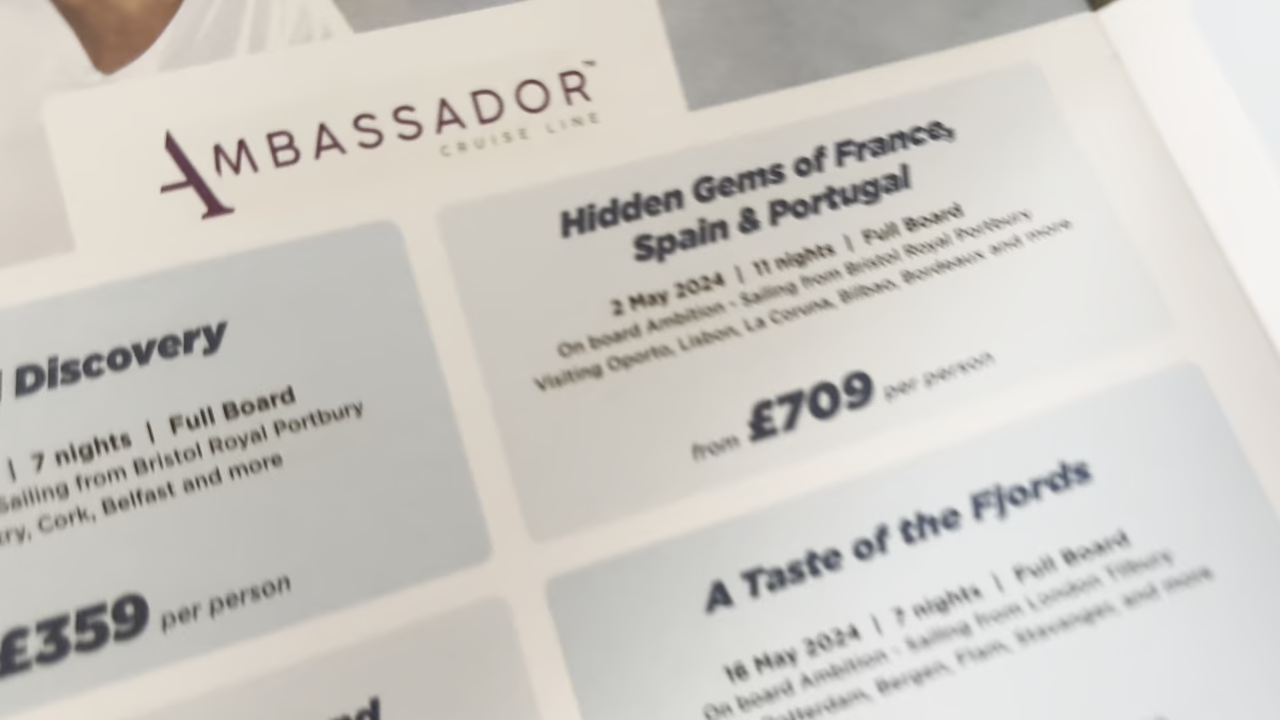 AMBASSADOR™
CRUISE LINE
Discovery
| 7 nights | Full Board
Sailing from Bristol Royal Portbury
Cork, Belfast and more
£359 per person
Hidden Gems of France,
Spain & Portugal
2 May 2024 | 11 nights | Full Board
On board Ambition - Sailing from Bristol Royal Portbury
Visiting Oporto, Lisbon, La Coruna, Bilbao, Bordeaux and more
from £709 per person
A Taste of the Fjords
16 May 2024 | 7 nights | Full Board
On board Ambition - Sailing from London Tilbury
Rotterdam, Bergen, Flam, Stavanger, and more